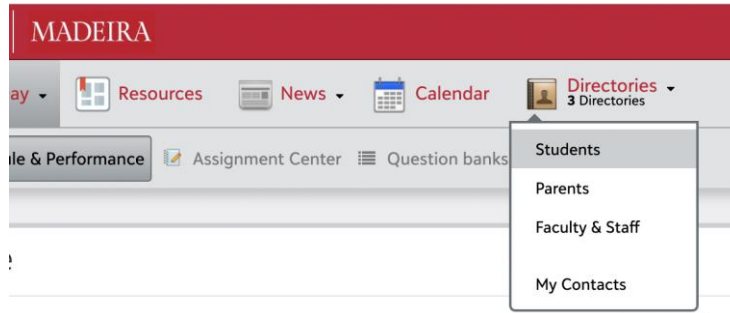 MADEIRA
ay
Resources
News
Calendar
Directories
3 Directories
le & Performance
Assignment Center
Question banks
Students
Parents
Faculty & Staff
My Contacts